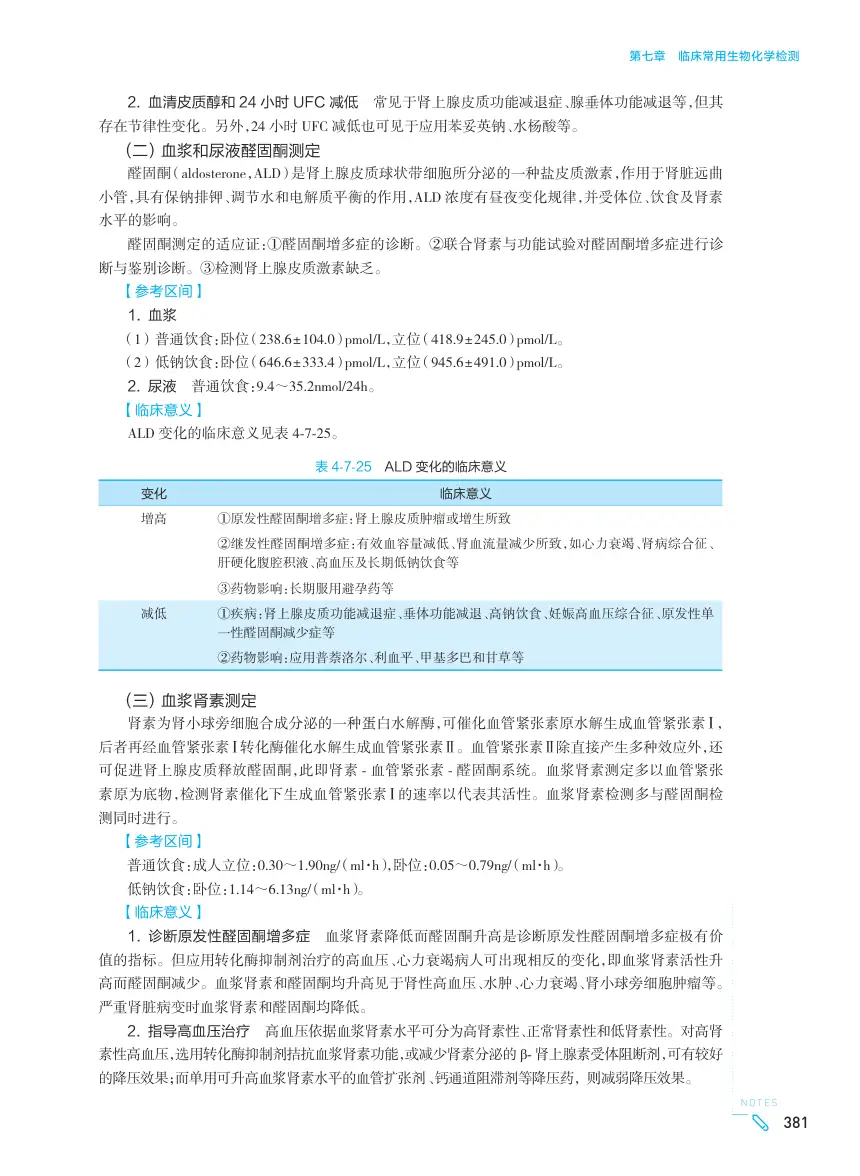 第七章 临床常用生物化学检测
2. 血清皮质醇和 24 小时 UFC 减低 常见于肾上腺皮质功能减退症、腺垂体功能减退等,但其
存在节律性变化。另外,24 小时 UFC 减低也可见于应用苯妥英钠、水杨酸等。
(二)血浆和尿液醛固酮测定
醛固酮(aldosterone,ALD)是肾上腺皮质球状带细胞所分泌的一种盐皮质激素,作用于肾脏远曲
小管,具有保钠排钾、调节水和电解质平衡的作用,ALD 浓度有昼夜变化规律,并受体位、饮食及肾素
水平的影响。
醛固酮测定的适应证:①醛固酮增多症的诊断。②联合肾素与功能试验对醛固酮增多症进行诊
断与鉴别诊断。③检测肾上腺皮质激素缺乏。
【参考区间】
1. 血浆
(1)普通饮食:卧位(238.6±104.0)pmol/L,立位(418.9±245.0)pmol/L。
(2)低钠饮食:卧位(646.6±333.4)pmol/L,立位(945.6±491.0)pmol/L。
2. 尿液 普通饮食:9.4～35.2nmol/24h。
【临床意义】
ALD 变化的临床意义见表 4-7-25。
表 4-7-25 ALD 变化的临床意义
变化 临床意义
增高 ①原发性醛固酮增多症:肾上腺皮质肿瘤或增生所致
②继发性醛固酮增多症:有效血容量减低、肾血流量减少所致,如心力衰竭、肾病综合征、
肝硬化腹腔积液、高血压及长期低钠饮食等
③药物影响:长期服用避孕药等
减低 ①疾病:肾上腺皮质功能减退症、垂体功能减退、高钠饮食、妊娠高血压综合征、原发性单
一性醛固酮减少症等
②药物影响:应用普萘洛尔、利血平、甲基多巴和甘草等
(三)血浆肾素测定
肾素为肾小球旁细胞合成分泌的一种蛋白水解酶,可催化血管紧张素原水解生成血管紧张素Ⅰ,
后者再经血管紧张素Ⅰ转化酶催化水解生成血管紧张素Ⅱ。血管紧张素Ⅱ除直接产生多种效应外,还
可促进肾上腺皮质释放醛固酮,此即肾素 - 血管紧张素 - 醛固酮系统。血浆肾素测定多以血管紧张
素原为底物,检测肾素催化下生成血管紧张素Ⅰ的速率以代表其活性。血浆肾素检测多与醛固酮检
测同时进行。
【参考区间】
普通饮食:成人立位:0.30～1.90ng/(ml·h),卧位:0.05～0.79ng/(ml·h)。
低钠饮食:卧位:1.14～6.13ng/(ml·h)。
【临床意义】
1. 诊断原发性醛固酮增多症 血浆肾素降低而醛固酮升高是诊断原发性醛固酮增多症极有价
值的指标。但应用转化酶抑制剂治疗的高血压、心力衰竭病人可出现相反的变化,即血浆肾素活性升
高而醛固酮减少。血浆肾素和醛固酮均升高见于肾性高血压、水肿、心力衰竭、肾小球旁细胞肿瘤等。
严重肾脏病变时血浆肾素和醛固酮均降低。
2. 指导高血压治疗 高血压依据血浆肾素水平可分为高肾素性、正常肾素性和低肾素性。对高肾
素性高血压,选用转化酶抑制剂拮抗血浆肾素功能,或减少肾素分泌的 β- 肾上腺素受体阻断剂,可有较好
的降压效果;而单用可升高血浆肾素水平的血管扩张剂、钙通道阻滞剂等降压药, 则减弱降压效果。
NOTES
381